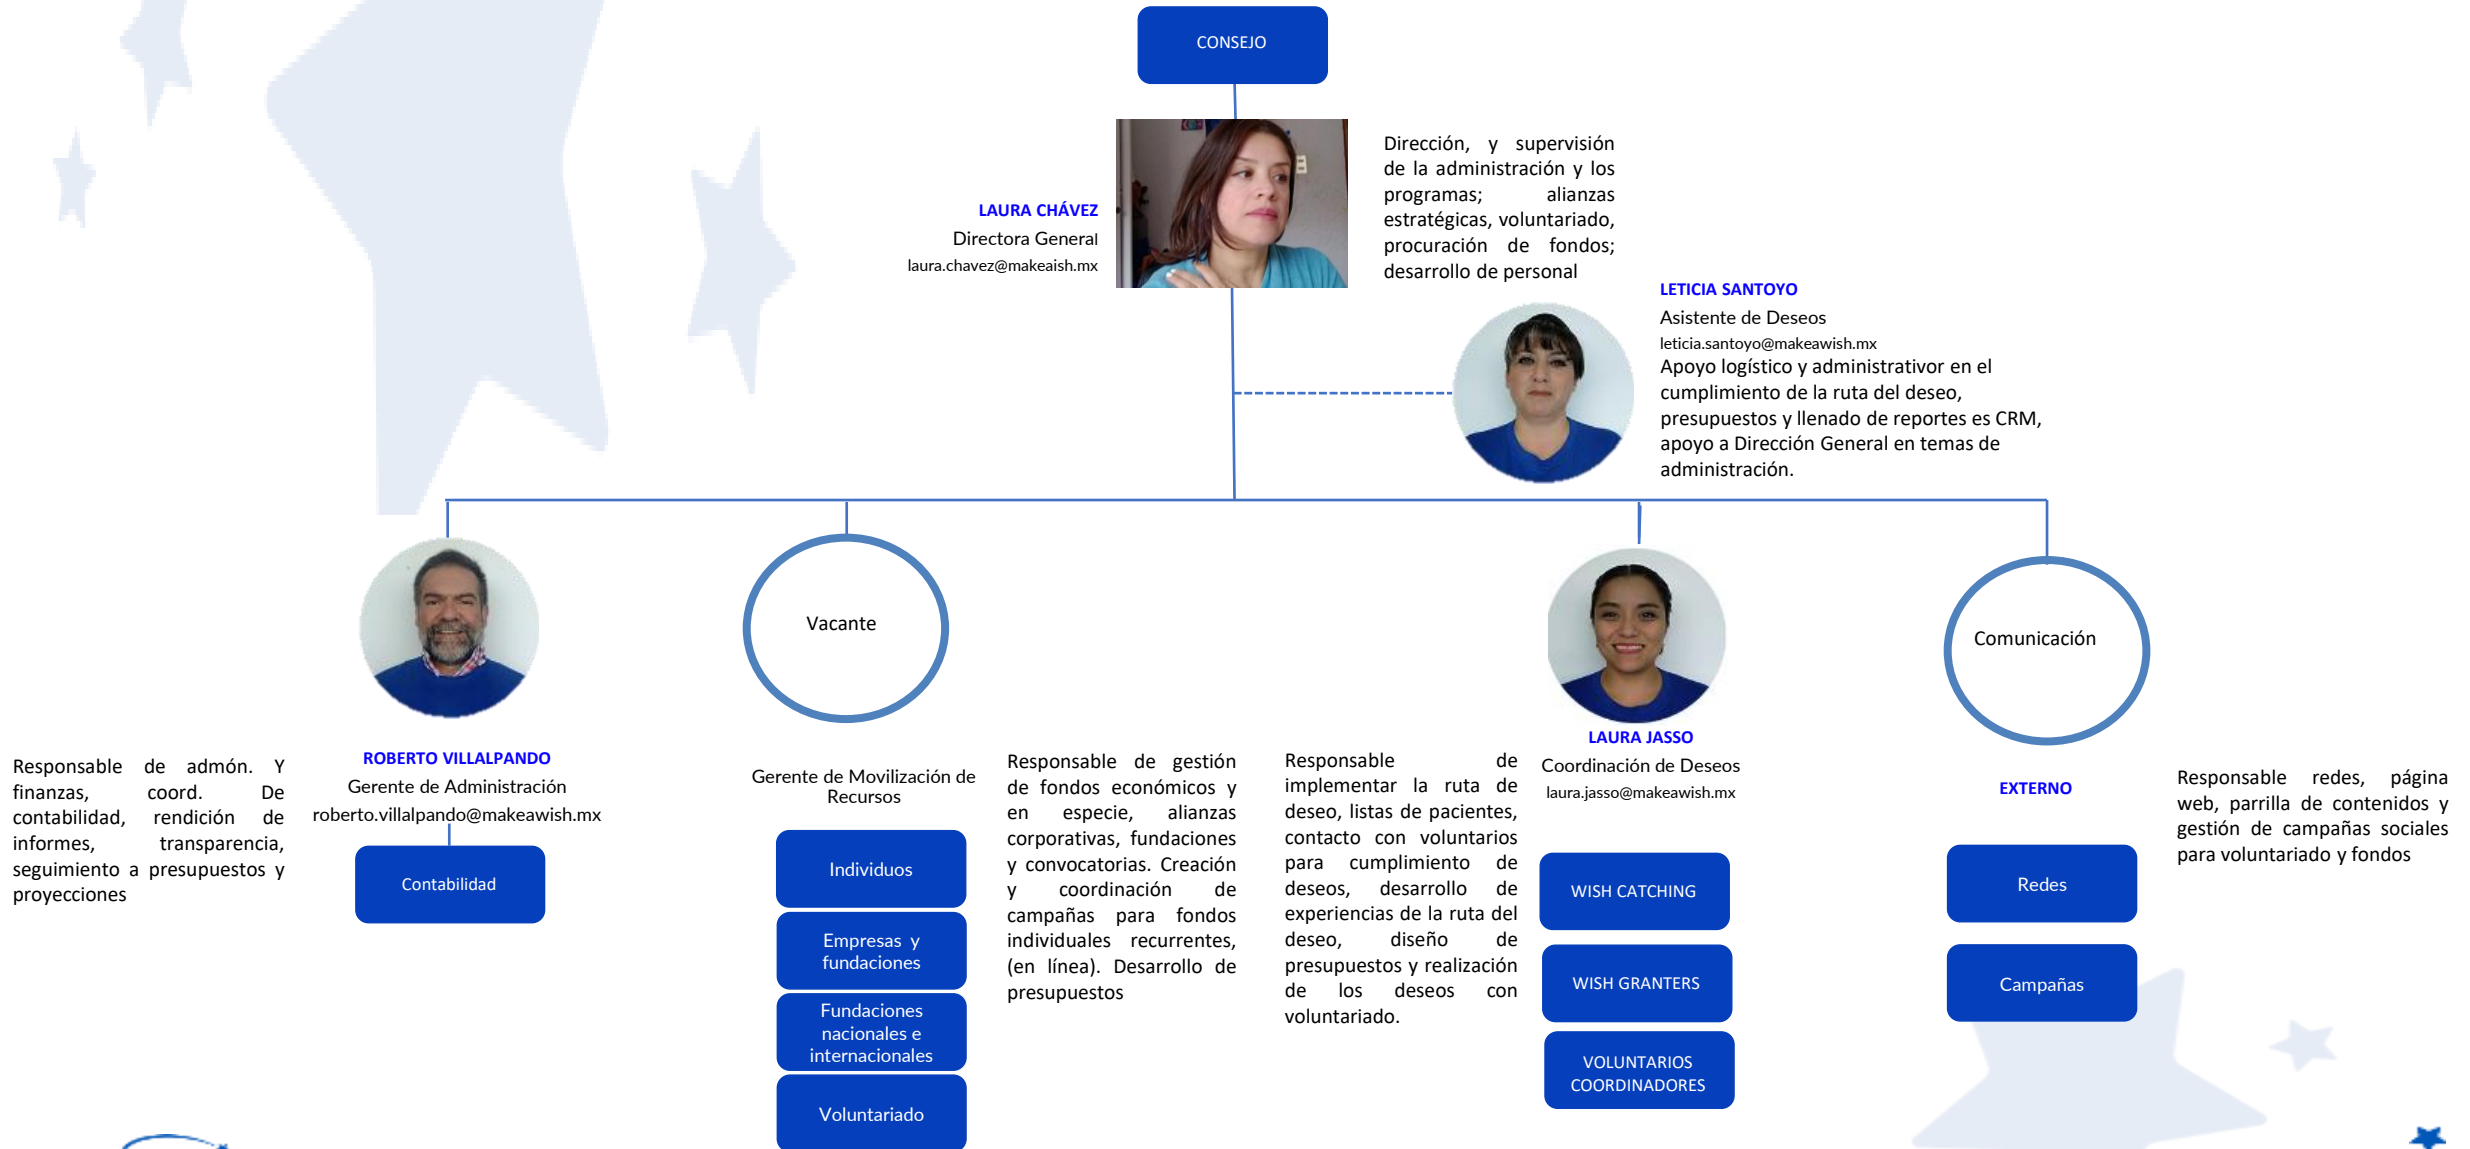 CONSEJO
LAURA CHÁVEZ
Directora General
laura.chavez@makeaish.mx
Dirección, y supervisión
de la administración y los
programas; alianzas
estratégicas, voluntariado,
procuración de fondos;
desarrollo de personal
LETICIA SANTOYO
Asistente de Deseos
leticia.santoyo@makeawish.mx
Apoyo logístico y administrativor en el
cumplimiento de la ruta del deseo,
presupuestos y llenado de reportes es CRM,
apoyo a Dirección General en temas de
administración.
Responsable de admón. Y
finanzas, coord. De
contabilidad, rendición de
informes, transparencia,
seguimiento a presupuestos y
proyecciones
ROBERTO VILLALPANDO
Gerente de Administración
roberto.villalpando@makeawish.mx
Contabilidad
Vacante
Gerente de Movilización de
Recursos
Individuos
Empresas y
fundaciones
Fundaciones
nacionales e
internacionales
Voluntariado
Responsable de gestión
de fondos económicos y
en especie, alianzas
corporativas, fundaciones
y convocatorias. Creación
y coordinación de
campañas para fondos
individuales recurrentes,
(en línea). Desarrollo de
presupuestos
Responsable de
implementar la ruta de
deseo, listas de pacientes,
contacto con voluntarios
para cumplimiento de
deseos, desarrollo de
experiencias de la ruta del
deseo, diseño de
presupuestos y realización
de los deseos con
voluntariado.
LAURA JASSO
Coordinación de Deseos
laura.jasso@makeawish.mx
WISH CATCHING
WISH GRANTERS
VOLUNTARIOS
COORDINADORES
Comunicación
EXTERNO
Redes
Campañas
Responsable redes, página
web, parrilla de contenidos y
gestión de campañas sociales
para voluntariado y fondos